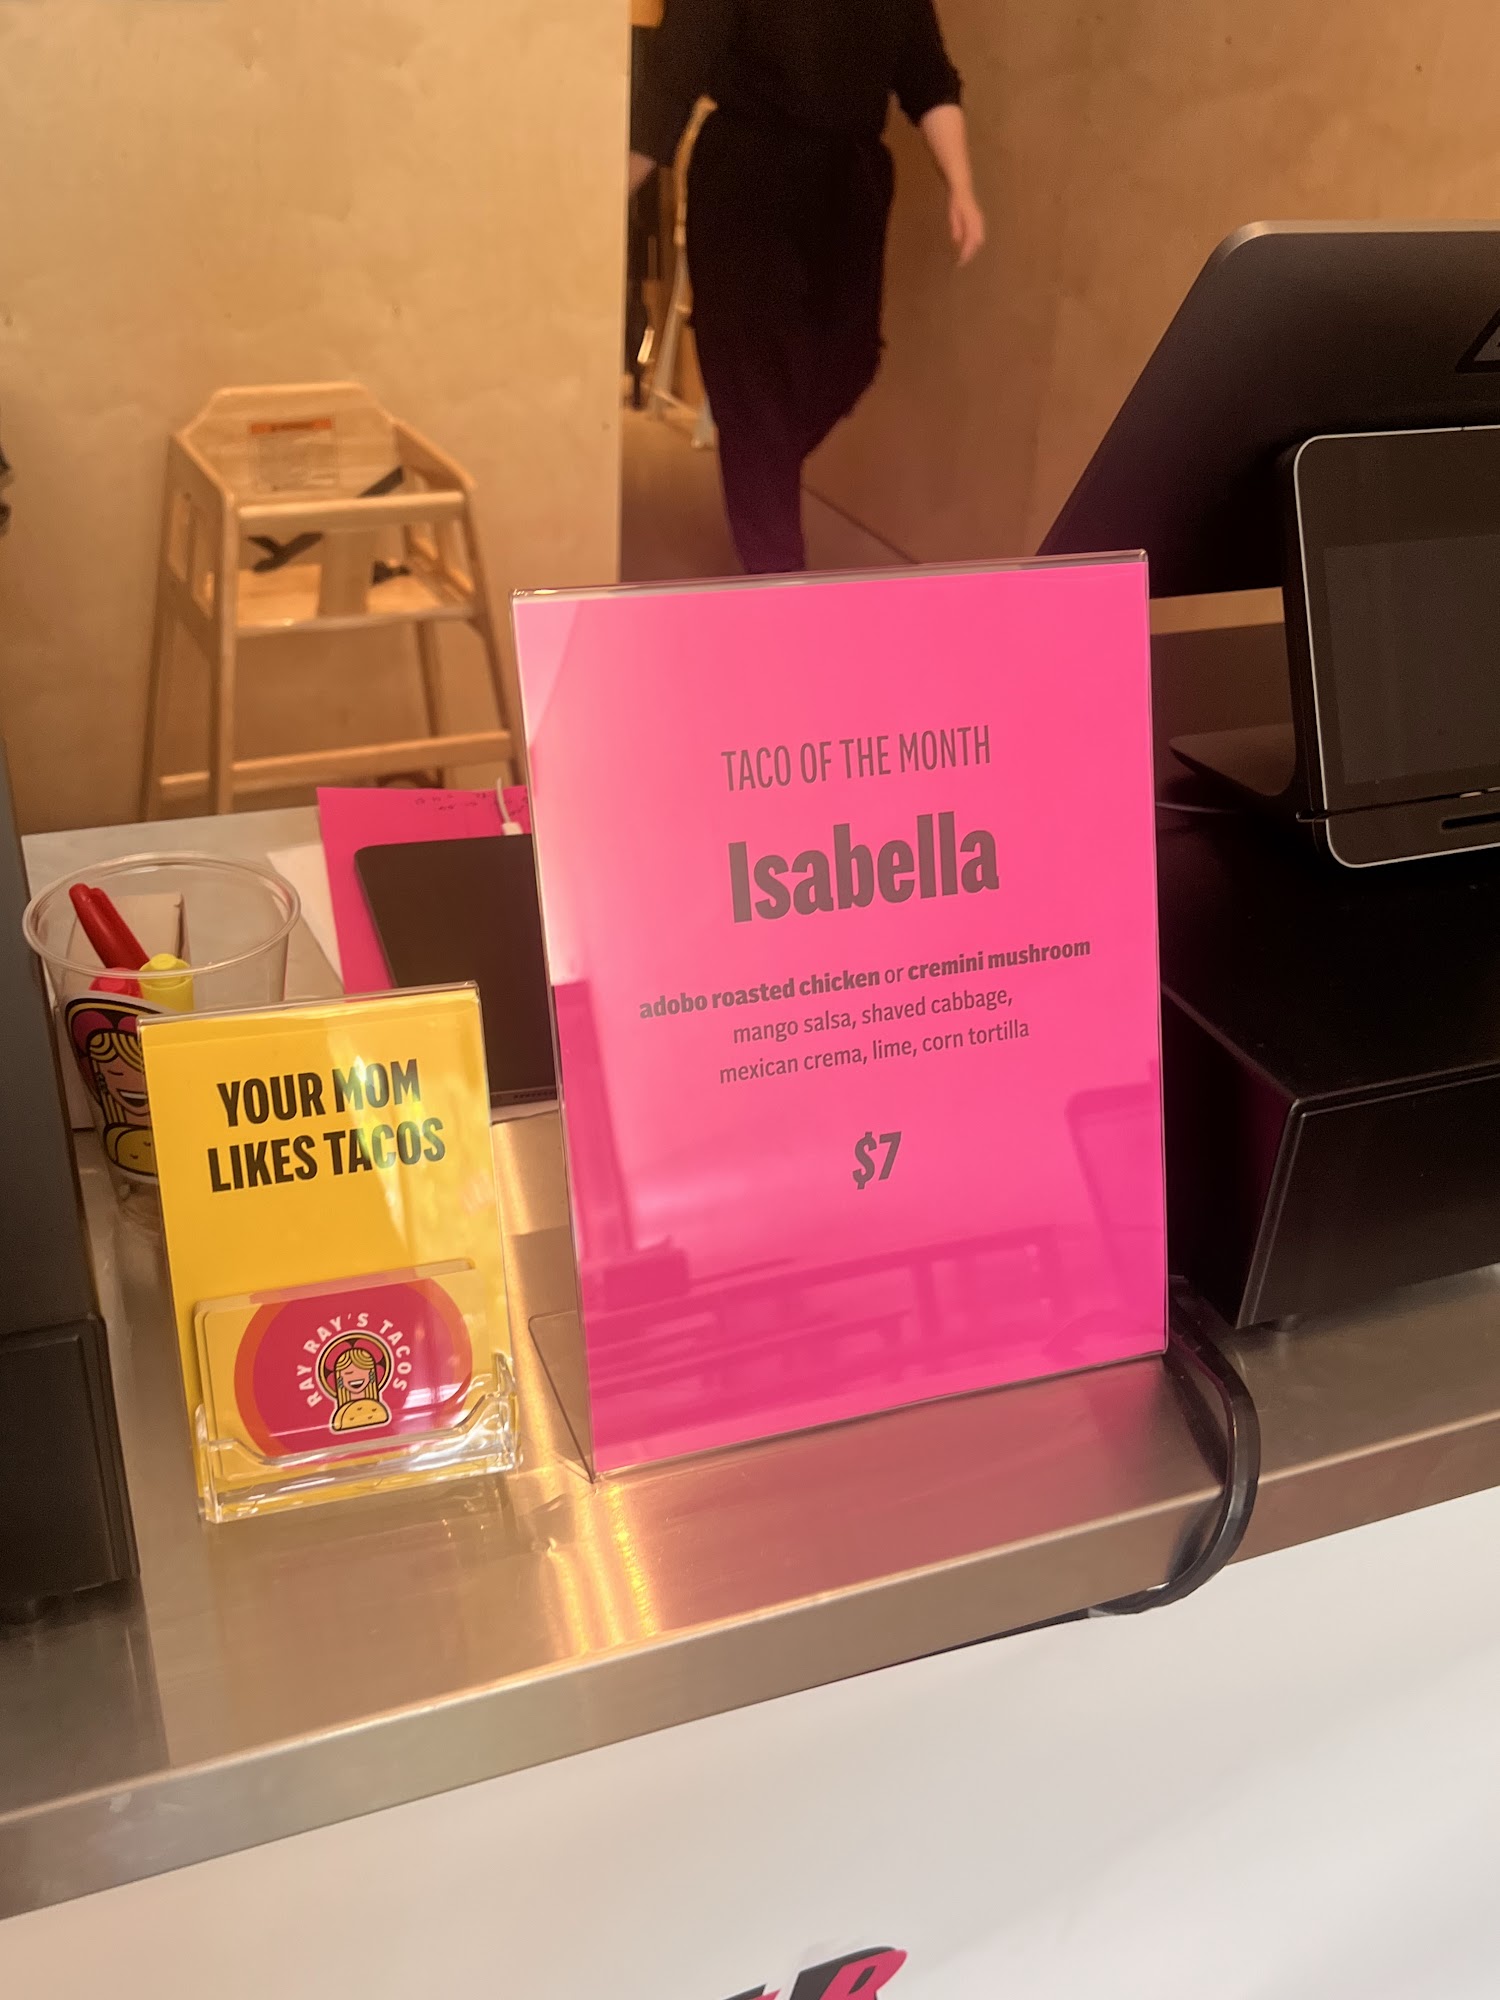 TACO OF THE MONTH
Isabella
adobo roasted chicken or cremini mushroom
mango salsa, shaved cabbage,
mexican crema, lime, corn tortilla
$7
YOUR MOM
LIKES TACOS
RAY RAY'S TACOS